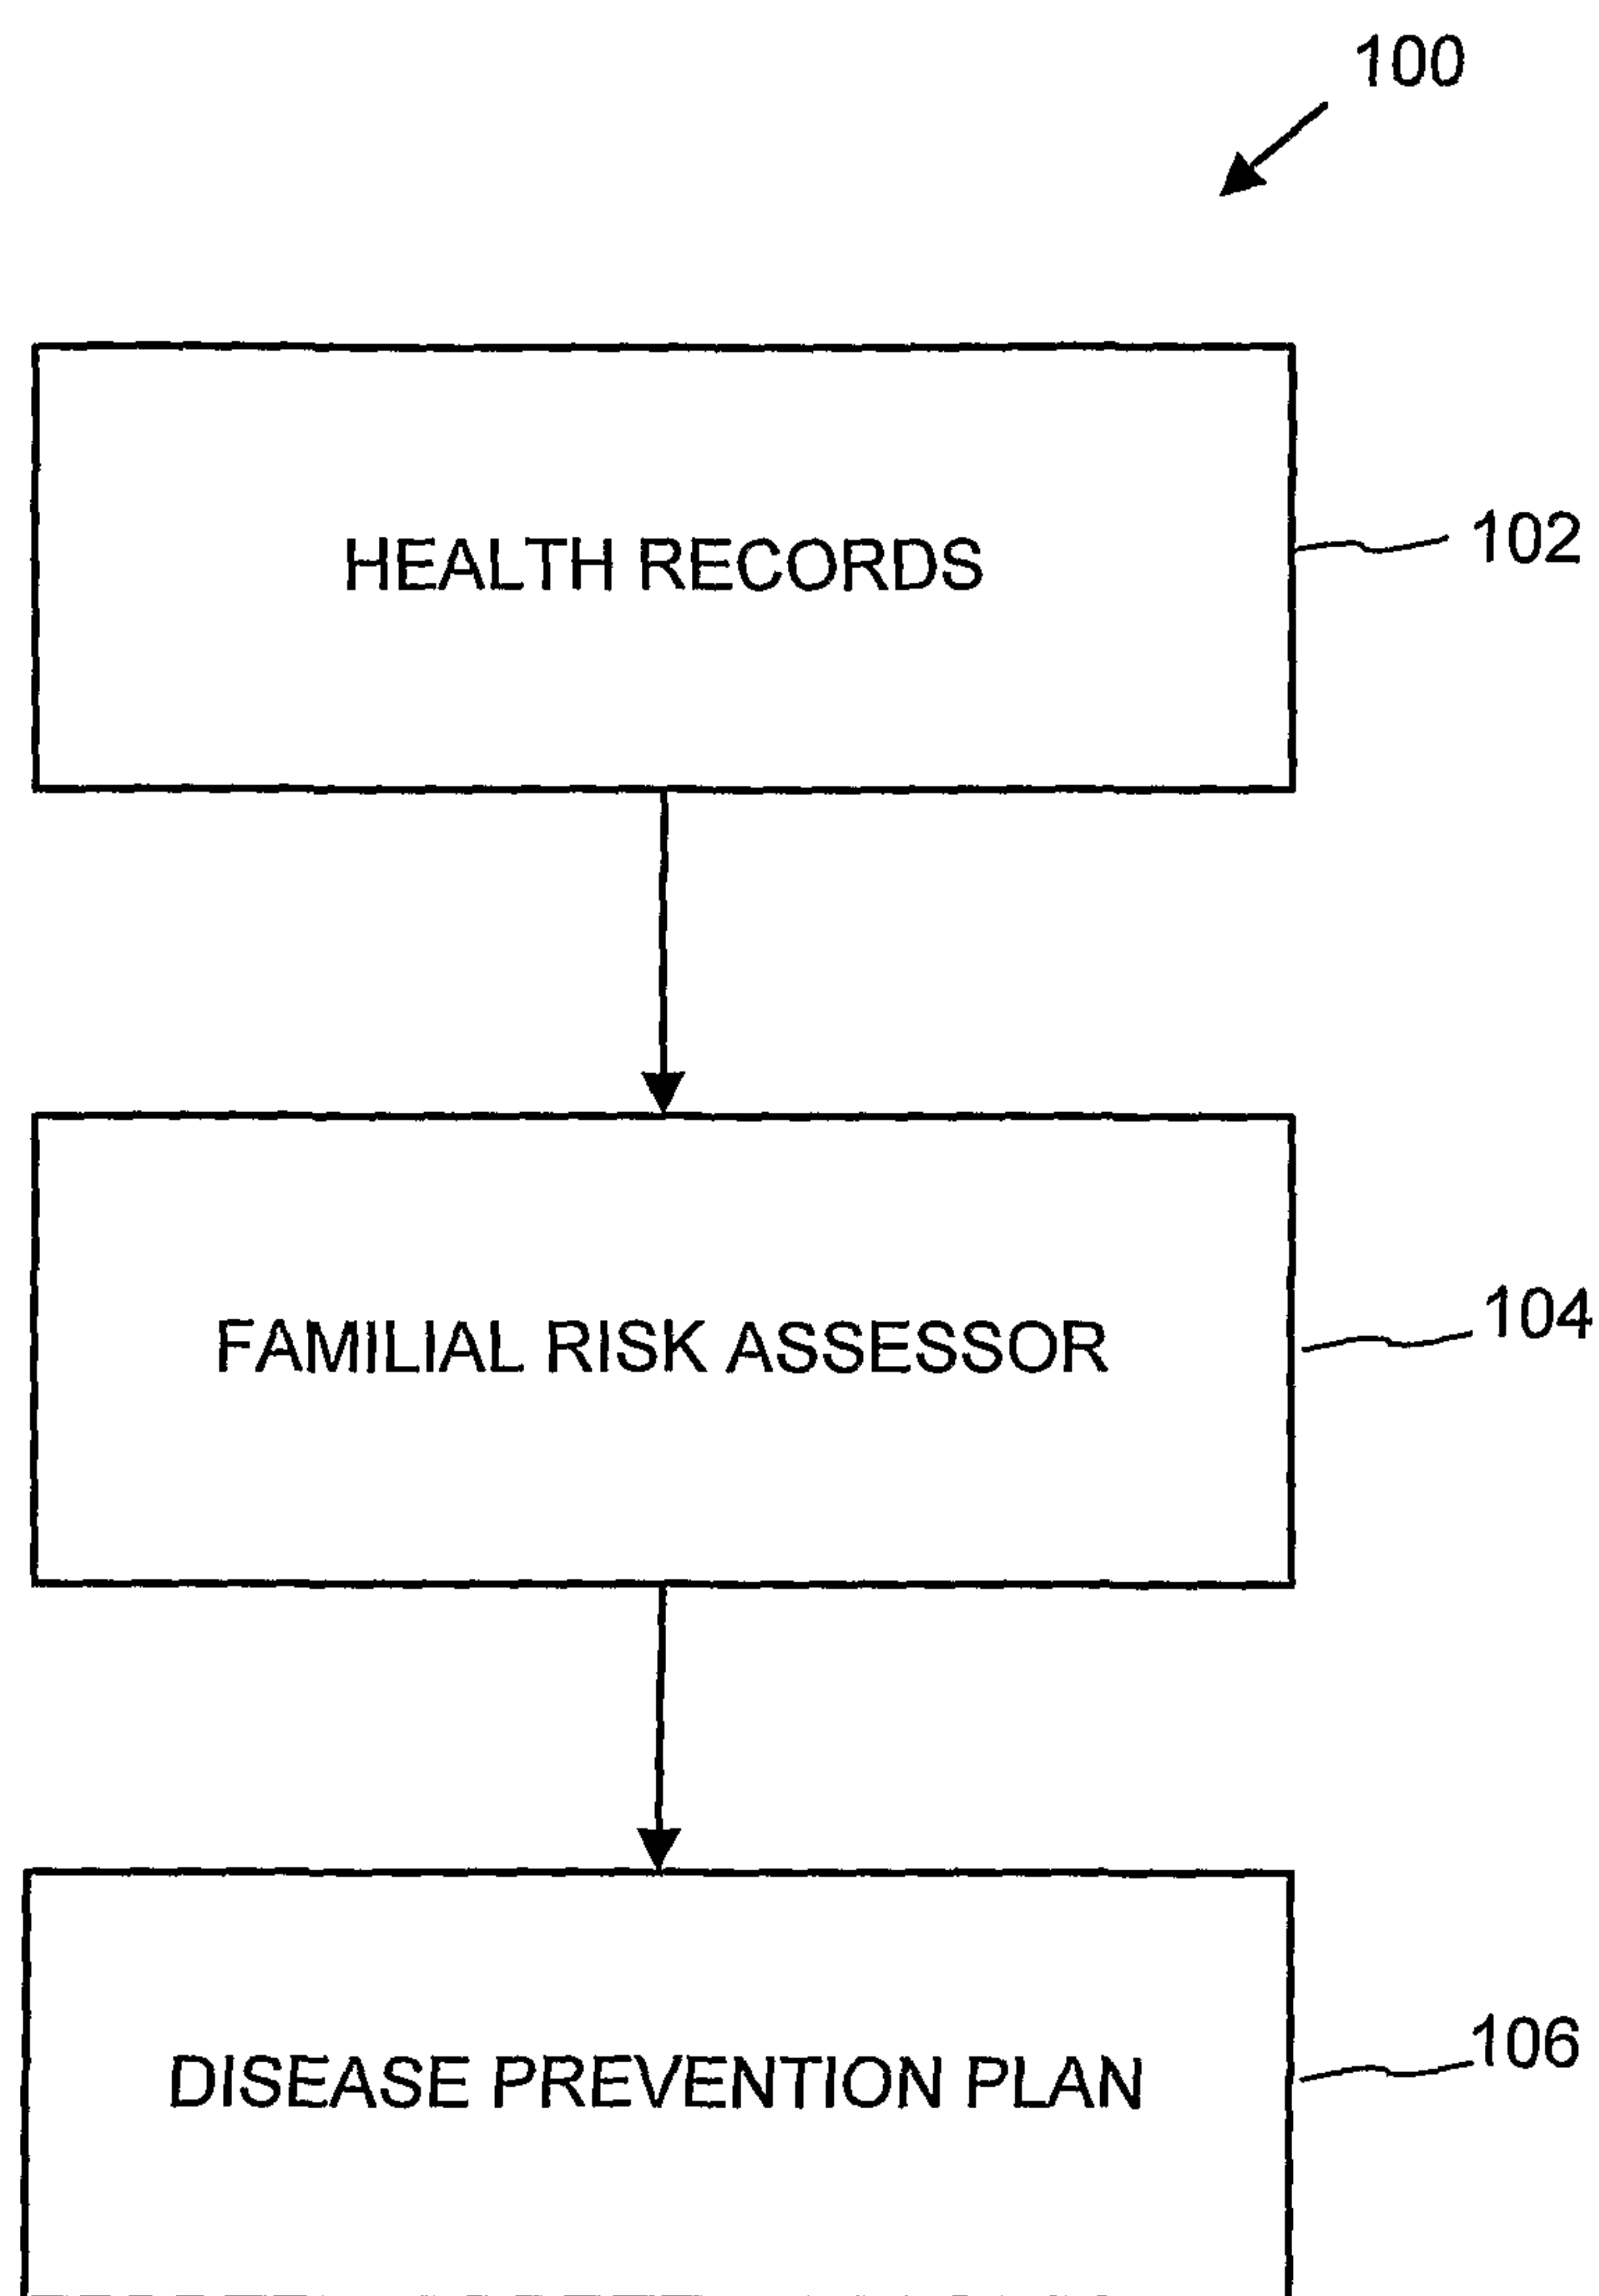 100
HEALTH RECORDS
102
FAMILIAL RISK ASSESSOR
104
DISEASE PREVENTION PLAN
106